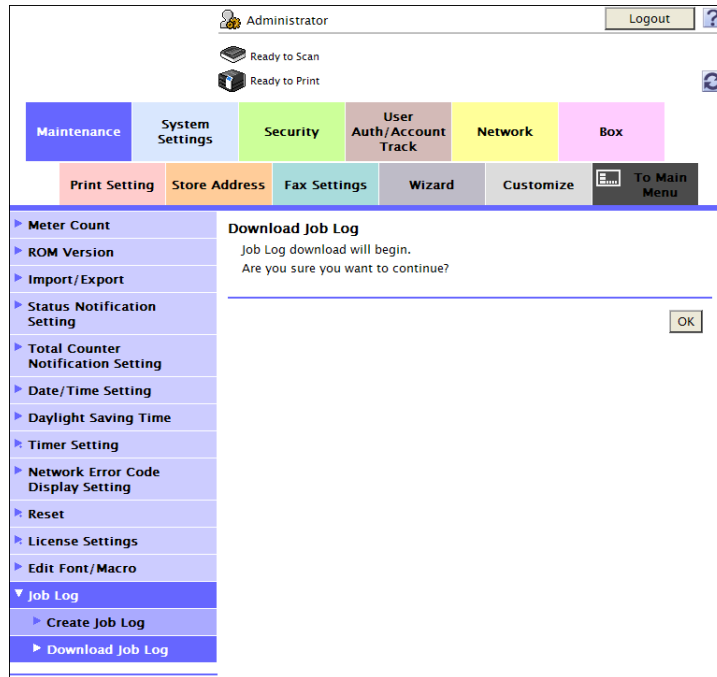 Administrator
Logout
?
Ready to Scan
Ready to Print
Maintenance
System
Settings
Security
User
Auth/Account
Track
Network
Box
Print Setting
Store Address
Fax Settings
Wizard
Customize
To Main
Menu
Meter Count
ROM Version
Import/Export
Status Notification
Setting
Total Counter
Notification Setting
Date/Time Setting
Daylight Saving Time
Timer Setting
Network Error Code
Display Setting
Reset
License Settings
Edit Font/Macro
Job Log
Create Job Log
Download Job Log
Download Job Log
Job Log download will begin.
Are you sure you want to continue?
OK